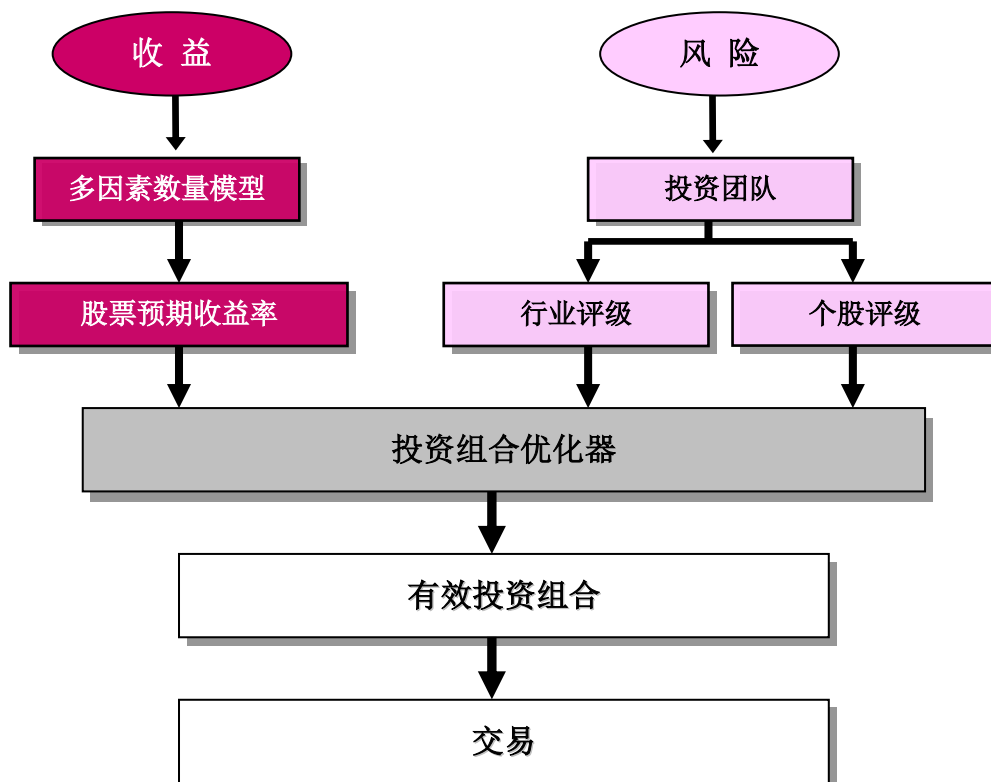 收 益
风 险
多因素数量模型
投资团队
股票预期收益率
行业评级
个股评级
投资组合优化器
有效投资组合
交易